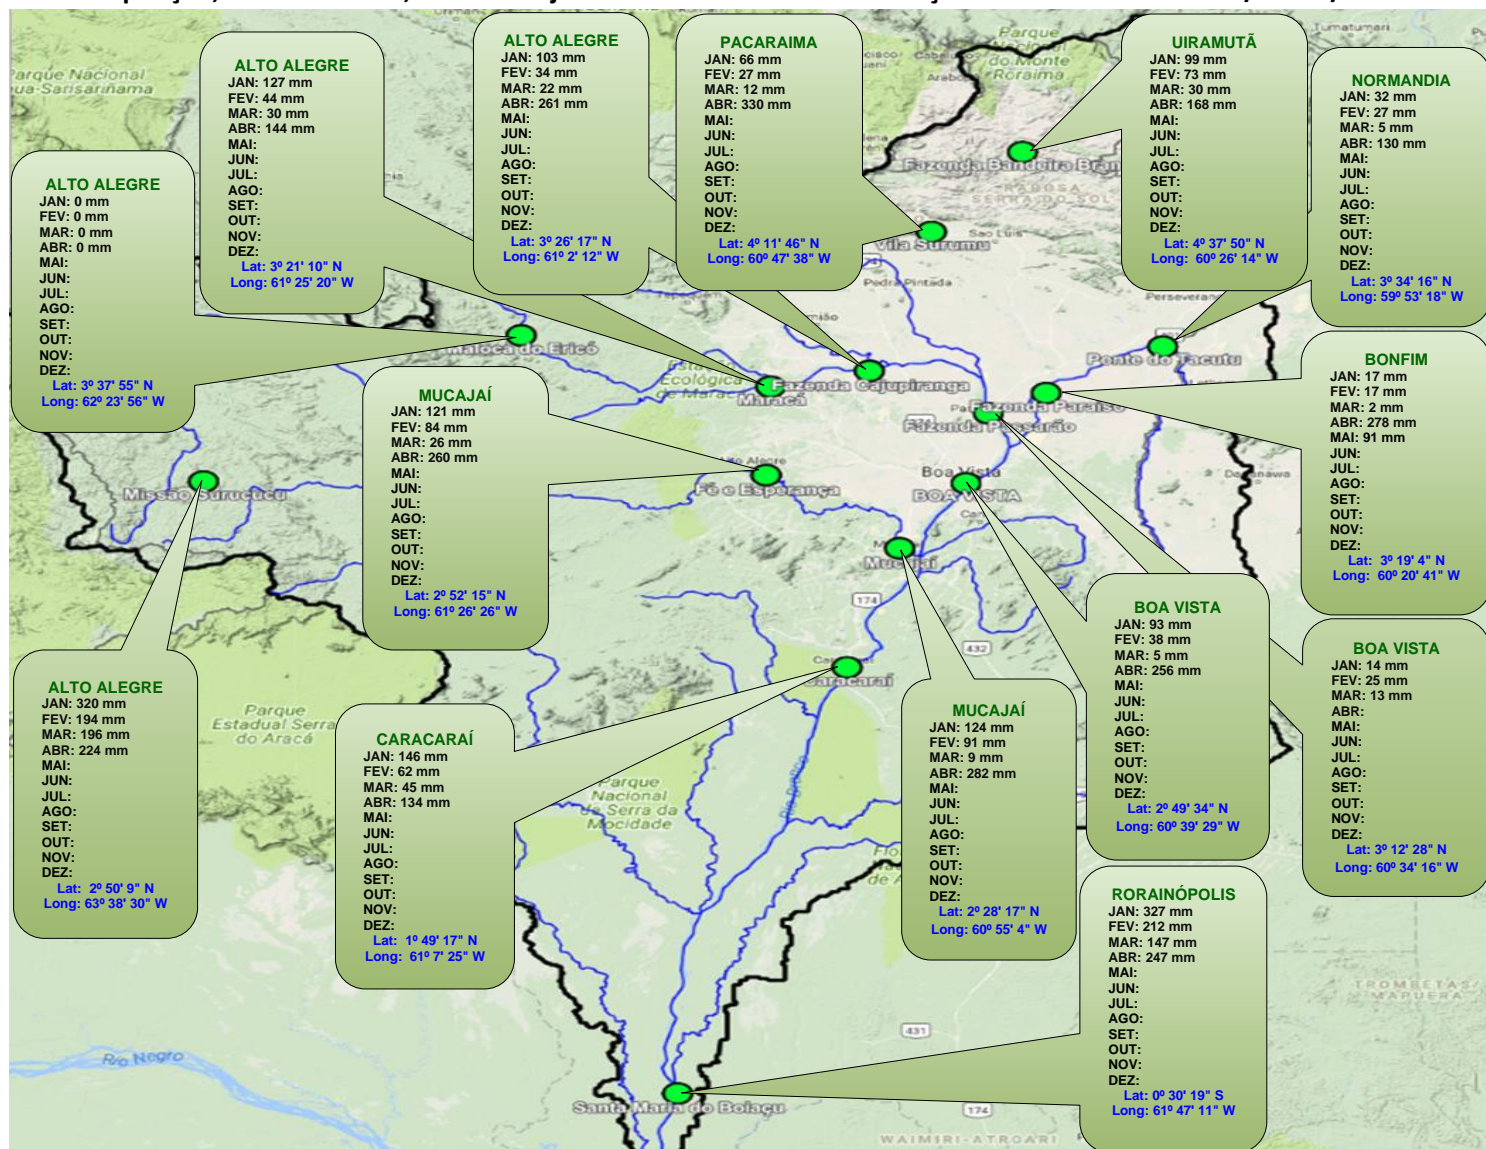 ALTO ALEGRE
JAN: 103 mm
FEV: 34 mm
MAR: 22 mm
ABR: 261 mm
MAI:
JUN:
JUL:
AGO:
SET:
OUT:
NOV:
DEZ:
Lat: 3º 26' 17" N
Long: 61º 2' 12" W
PACARAIMA
JAN: 66 mm
FEV: 27 mm
MAR: 12 mm
ABR: 330 mm
MAI:
JUN:
JUL:
AGO:
SET:
OUT:
NOV:
DEZ:
Lat: 4º 11' 46" N
Long: 60º 47' 38" W
UIRAMUTÃ
JAN: 99 mm
FEV: 73 mm
MAR: 30 mm
ABR: 168 mm
MAI:
JUN:
JUL:
AGO:
SET:
OUT:
NOV:
DEZ:
Lat: 4º 37' 50" N
Long: 60º 26' 14" W
ALTO ALEGRE
JAN: 127 mm
FEV: 44 mm
MAR: 30 mm
ABR: 144 mm
MAI:
JUN:
JUL:
AGO:
SET:
OUT:
NOV:
DEZ:
Lat: 3º 21' 10" N
Long: 61º 25' 20" W
NORMANDIA
JAN: 32 mm
FEV: 27 mm
MAR: 5 mm
ABR: 130 mm
MAI:
JUN:
JUL:
AGO:
SET:
OUT:
NOV:
DEZ:
Lat: 3º 34' 16" N
Long: 59º 53' 18" W
ALTO ALEGRE
JAN: 0 mm
FEV: 0 mm
MAR: 0 mm
ABR: 0 mm
MAI:
JUN:
JUL:
AGO:
SET:
OUT:
NOV:
DEZ:
Lat: 3º 37' 55" N
Long: 62º 23' 56" W
BONFIM
JAN: 17 mm
FEV: 17 mm
MAR: 2 mm
ABR: 278 mm
MAI: 91 mm
JUN:
JUL:
AGO:
SET:
OUT:
NOV:
DEZ:
Lat: 3º 19' 4" N
Long: 60º 20' 41" W
MUCAJAÍ
JAN: 121 mm
FEV: 84 mm
MAR: 26 mm
ABR: 260 mm
MAI:
JUN:
JUL:
AGO:
SET:
OUT:
NOV:
DEZ:
Lat: 2º 52' 15" N
Long: 61º 26' 26" W
BOA VISTA
JAN: 93 mm
FEV: 38 mm
MAR: 5 mm
ABR: 256 mm
MAI:
JUN:
JUL:
AGO:
SET:
OUT:
NOV:
DEZ:
Lat: 2º 49' 34" N
Long: 60º 39' 29" W
BOA VISTA
JAN: 14 mm
FEV: 25 mm
MAR: 13 mm
ABR:
MAI:
JUN:
JUL:
AGO:
SET:
OUT:
NOV:
DEZ:
Lat: 3º 12' 28" N
Long: 60º 34' 16" W
ALTO ALEGRE
JAN: 320 mm
FEV: 194 mm
MAR: 196 mm
ABR: 224 mm
MAI:
JUN:
JUL:
AGO:
SET:
OUT:
NOV:
DEZ:
Lat: 2º 50' 9" N
Long: 63º 38' 30" W
CARACARAÍ
JAN: 146 mm
FEV: 62 mm
MAR: 45 mm
ABR: 134 mm
MAI:
JUN:
JUL:
AGO:
SET:
OUT:
NOV:
DEZ:
Lat: 1º 49' 17" N
Long: 61º 7' 25" W
MUCAJAÍ
JAN: 124 mm
FEV: 91 mm
MAR: 9 mm
ABR: 282 mm
MAI:
JUN:
JUL:
AGO:
SET:
OUT:
NOV:
DEZ:
Lat: 2º 28' 17" N
Long: 60º 55' 4" W
RORAINÓPOLIS
JAN: 327 mm
FEV: 212 mm
MAR: 147 mm
ABR: 247 mm
MAI:
JUN:
JUL:
AGO:
SET:
OUT:
NOV:
DEZ:
Lat: 0º 30' 19" S
Long: 61º 47' 11" W
Tumatumari
Parque Nacional
do Monte
Roraima
Parque Nacional
Fazenda Bandeira
SERRA DO SOL
Vila Surumu
Sao Luis
Pedra Pintada
Maloca do Ericó
Ponte do Tacutu
Estação
Ecológica
de Maracá
Maracá
Fazenda Cajupiranga
Fazenda Paraíso
Fazenda Passarão
Missão Surucucu
Fé e Esperança
Boa Vista
BOA VISTA
Mucajaí
174
432
Caracaraí
Parque
Estadual Serra
do Aracá
Parque
Nacional
da Serra da
Mocidade
Rio Branco
Rio Negro
431
174
Santa Maria do Boiaçu
TROMBETAS/
MAPUERA
WAIMIRI-ATROARI